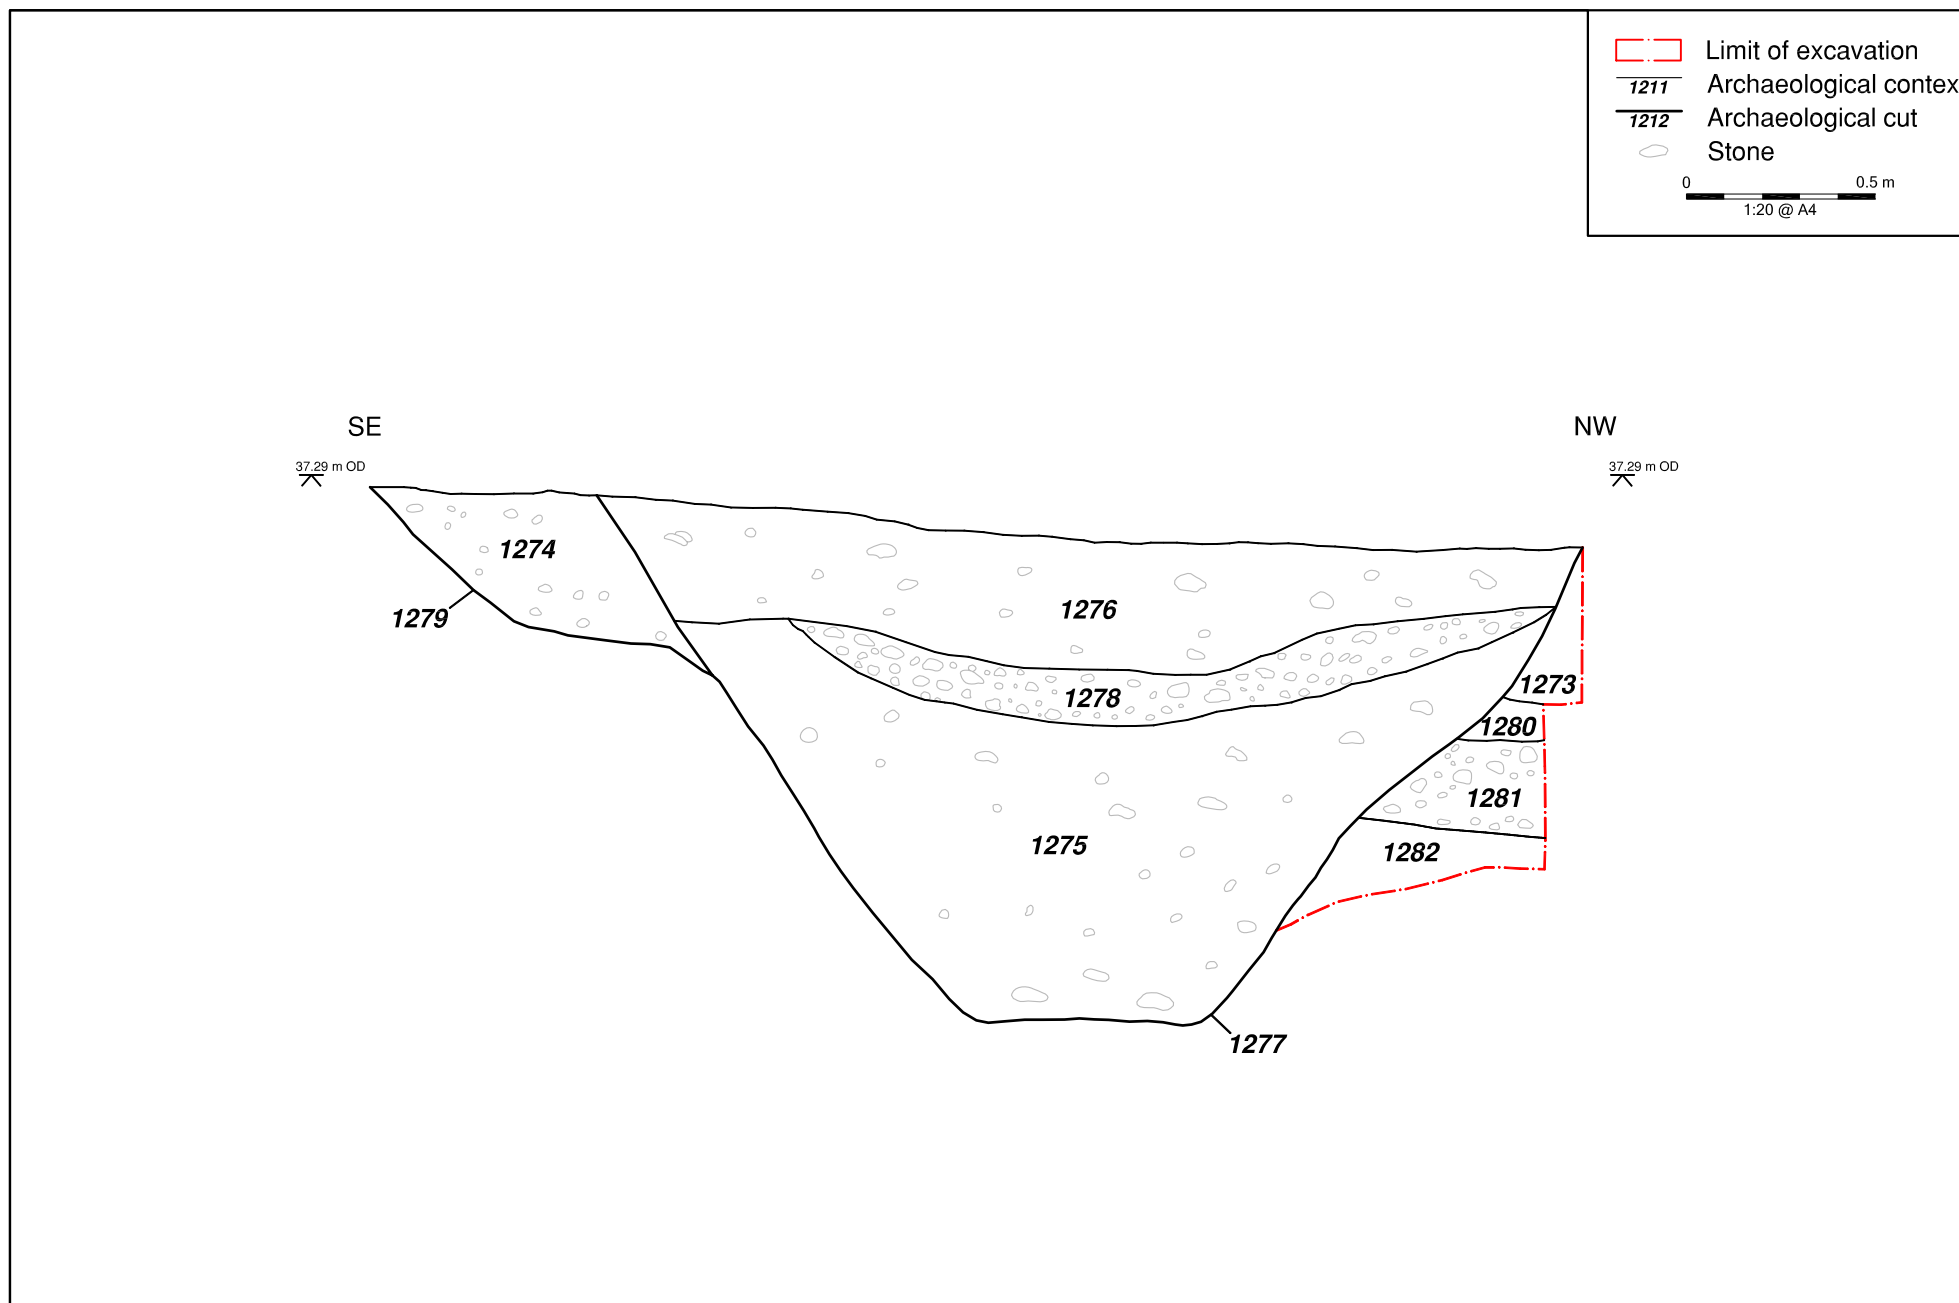 Limit of excavation
1211 Archaeological contex
1212 Archaeological cut
Stone
0 0.5 m
1:20 @ A4
SE NW
37.29 m OD 37.29 m OD
1274
1279
1276
1273
1278
1280
1281
1275
1282
1277